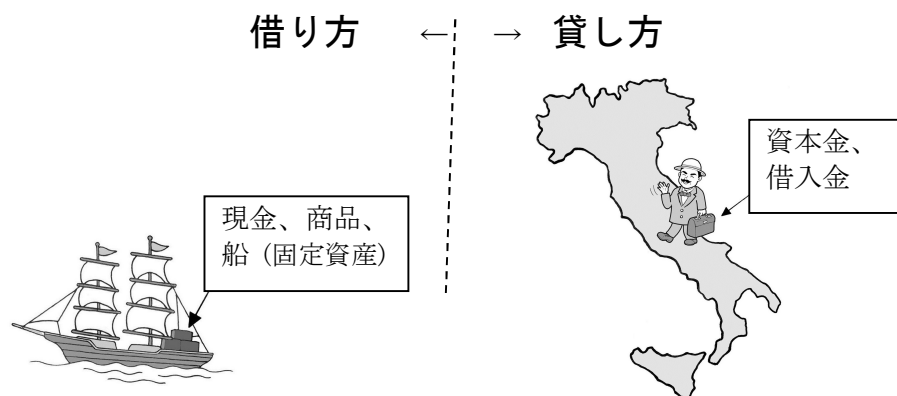 借り方 ← → 貸し方
資本金、
借入金
現金、商品、
船（固定資産）